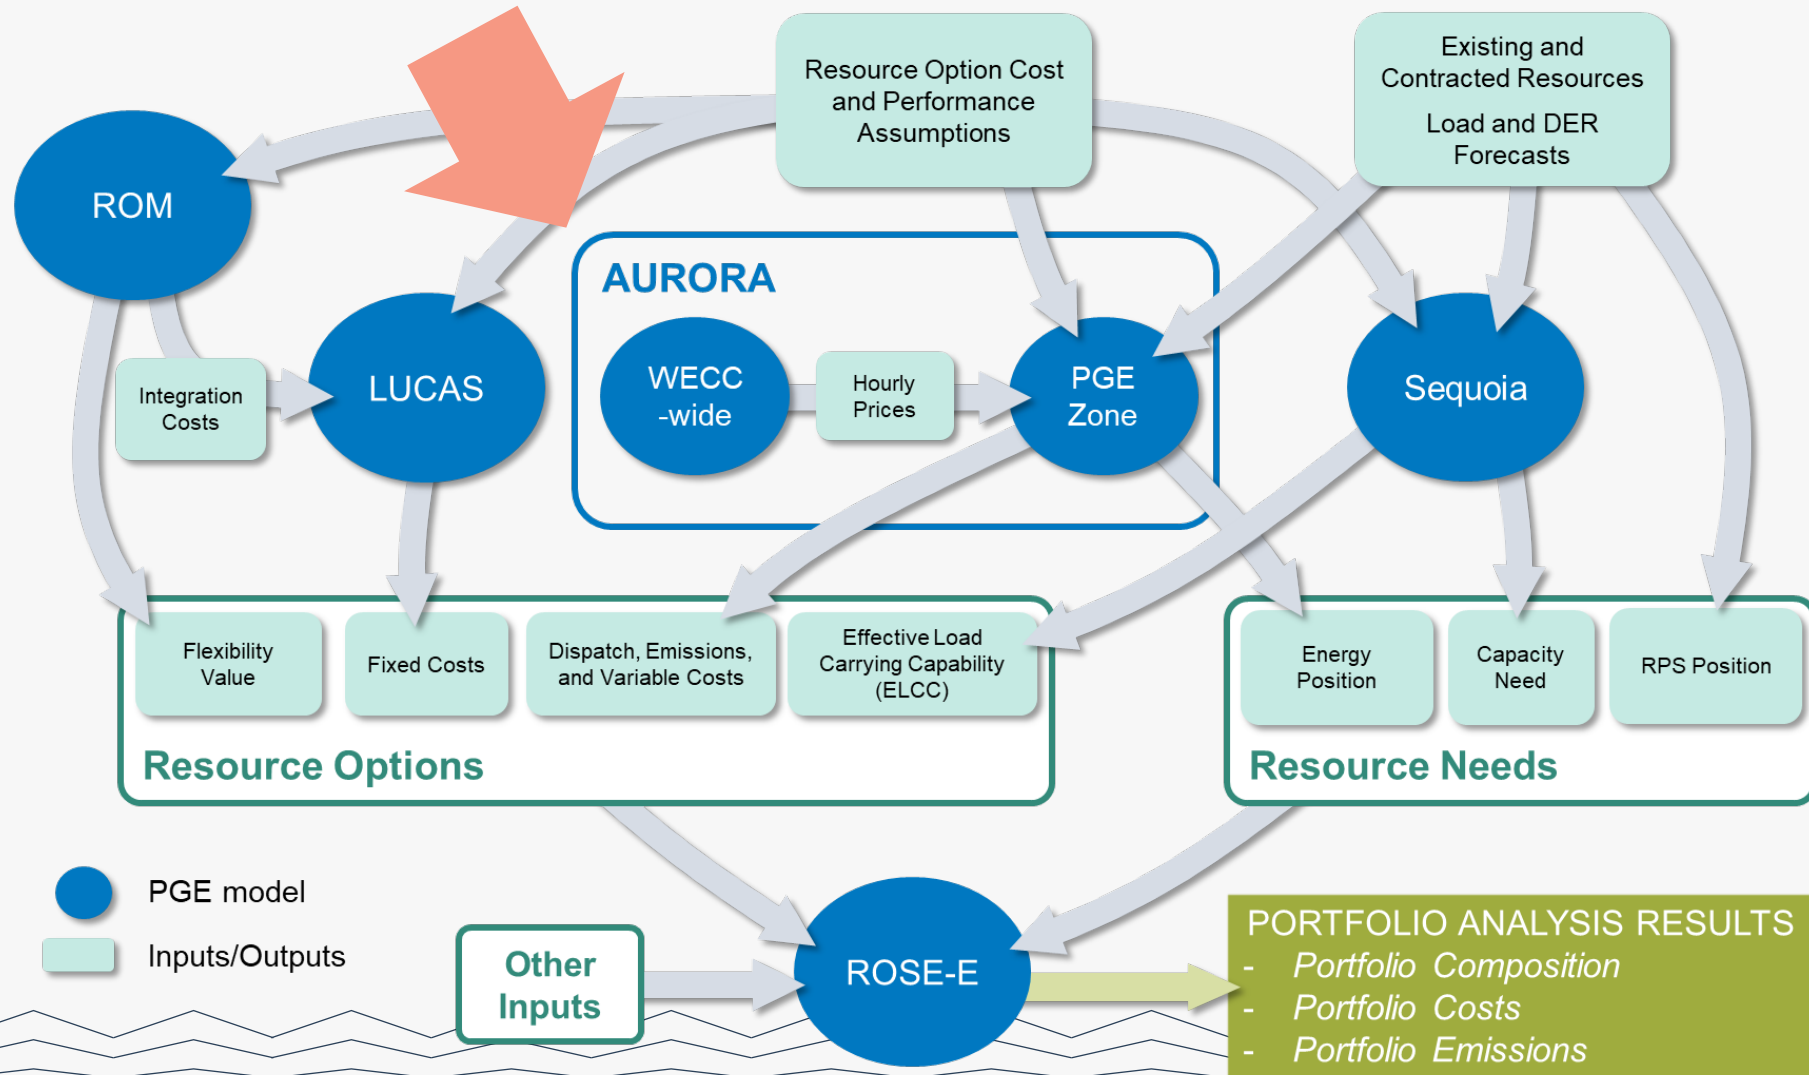 Resource Option Cost
and Performance
Assumptions
Existing and
Contracted Resources
Load and DER
Forecasts
ROM
AURORA
Integration
Costs
LUCAS
WECC
-wide
Hourly
Prices
PGE
Zone
Sequoia
Flexibility
Value
Fixed Costs
Dispatch, Emissions,
and Variable Costs
Effective Load
Carrying Capability
(ELCC)
Resource Options
Energy
Position
Capacity
Need
RPS Position
Resource Needs
PGE model
Inputs/Outputs
Other
Inputs
ROSE-E
PORTFOLIO ANALYSIS RESULTS
- Portfolio Composition
- Portfolio Costs
- Portfolio Emissions